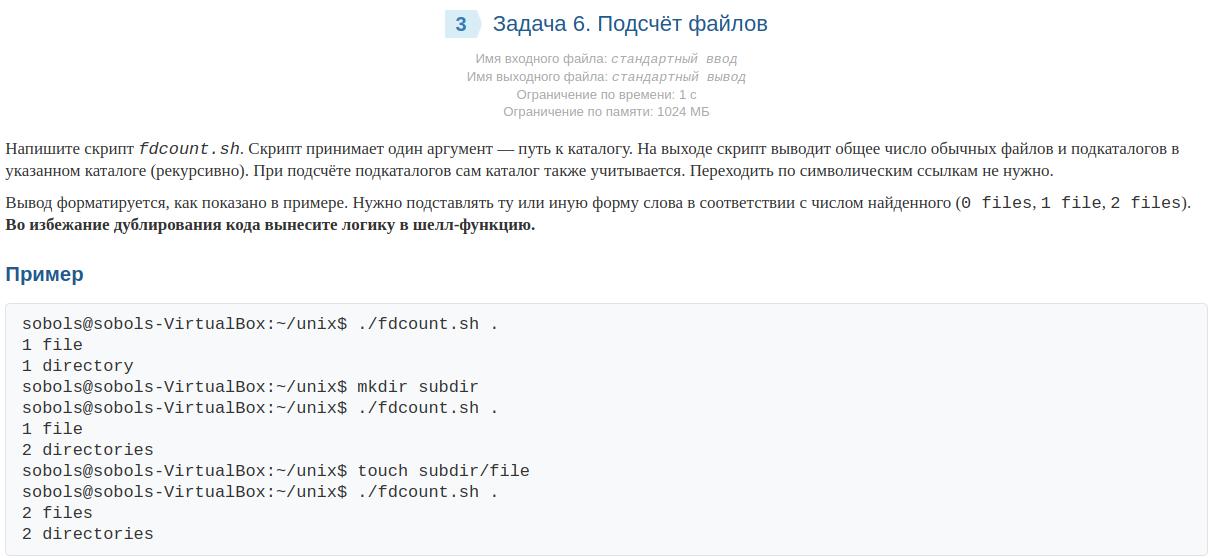 3 Задача 6. Подсчёт файлов
Имя входного файла: стандартный ввод
Имя выходного файла: стандартный вывод
Ограничение по времени: 1 с
Ограничение по памяти: 1024 МБ
Напишите скрипт fdcount.sh. Скрипт принимает один аргумент — путь к каталогу. На выходе скрипт выводит общее число обычных файлов и подкаталогов в
указанном каталоге (рекурсивно). При подсчёте подкаталогов сам каталог также учитывается. Переходить по символическим ссылкам не нужно.
Вывод форматируется, как показано в примере. Нужно подставлять ту или иную форму слова в соответствии с числом найденного (0 files, 1 file, 2 files).
Во избежание дублирования кода вынесите логику в шелл-функцию.
Пример
sobols@sobols-VirtualBox:~/unix$ ./fdcount.sh .
1 file
1 directory
sobols@sobols-VirtualBox:~/unix$ mkdir subdir
sobols@sobols-VirtualBox:~/unix$ ./fdcount.sh .
1 file
2 directories
sobols@sobols-VirtualBox:~/unix$ touch subdir/file
sobols@sobols-VirtualBox:~/unix$ ./fdcount.sh .
2 files
2 directories